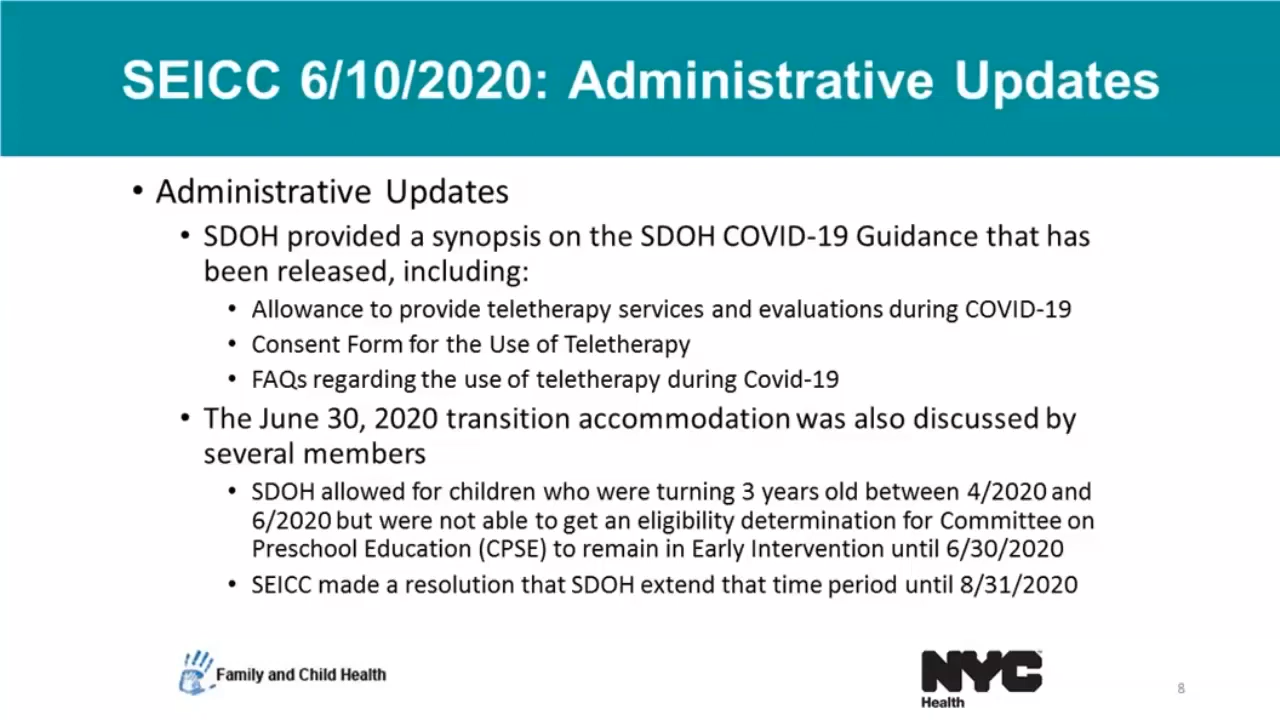 SEICC 6/10/2020: Administrative Updates
• Administrative Updates
• SDOH provided a synopsis on the SDOH COVID-19 Guidance that has
been released, including:
• Allowance to provide teletherapy services and evaluations during COVID-19
• Consent Form for the Use of Teletherapy
• FAQs regarding the use of teletherapy during Covid-19
• The June 30, 2020 transition accommodation was also discussed by
several members
• SDOH allowed for children who were turning 3 years old between 4/2020 and
6/2020 but were not able to get an eligibility determination for Committee on
Preschool Education (CPSE) to remain in Early Intervention until 6/30/2020
• SEICC made a resolution that SDOH extend that time period until 8/31/2020
Family and Child Health
NYC
Health
8